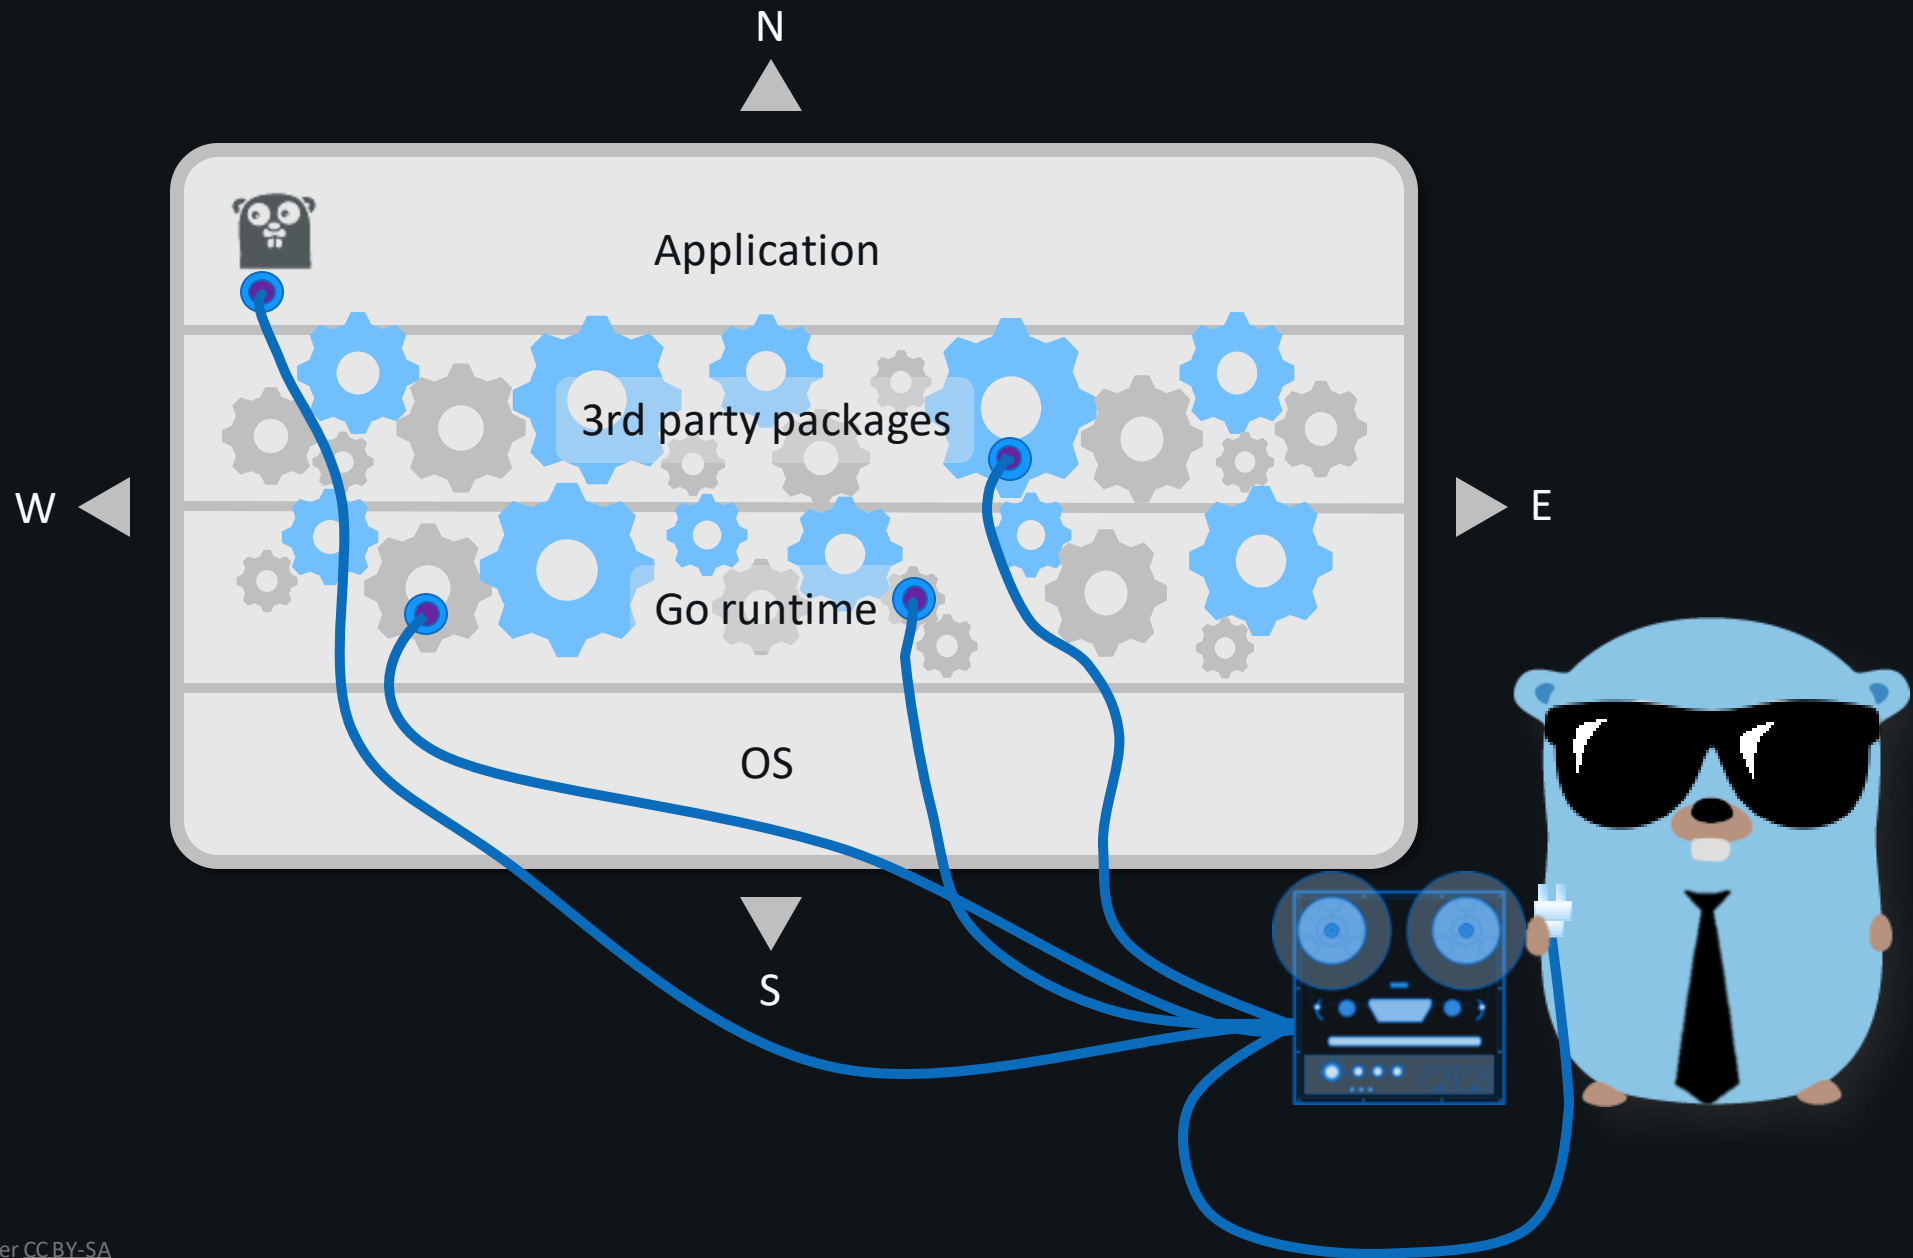 N
Application
3rd party packages
W
E
Go runtime
OS
S
er CC BY-SA